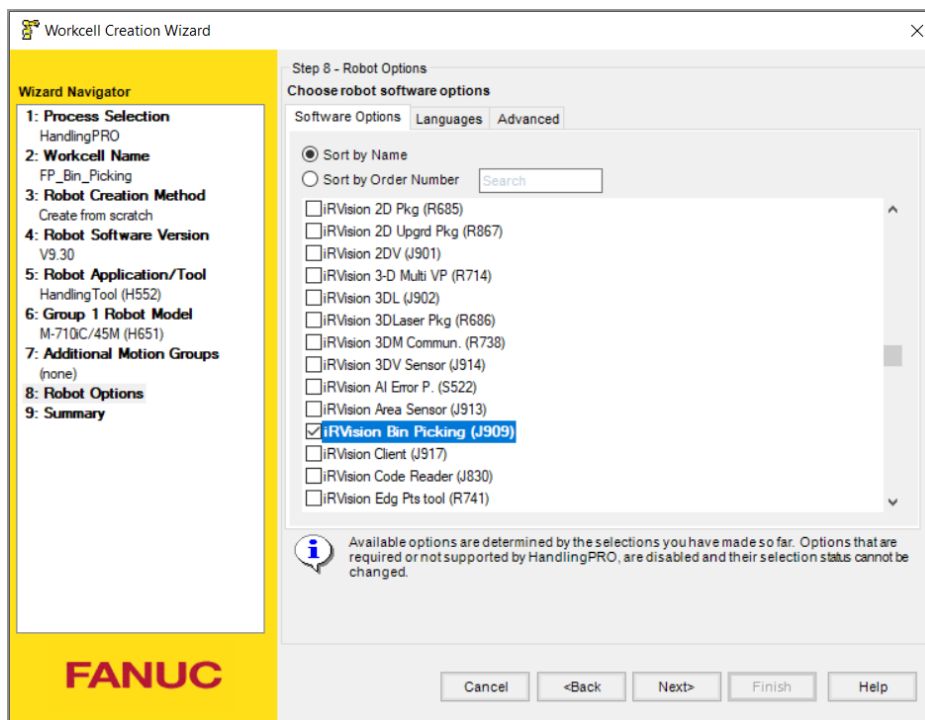 Workcell Creation Wizard
Wizard Navigator
1: Process Selection
HandlingPRO
2: Workcell Name
FP_Bin_Picking
3: Robot Creation Method
Create from scratch
4: Robot Software Version
V9.30
5: Robot Application/Tool
HandlingTool (H552)
6: Group 1 Robot Model
M-710iC/45M (H651)
7: Additional Motion Groups
(none)
8: Robot Options
9: Summary
FANUC
Step 8 - Robot Options
Choose robot software options
Software Options Languages Advanced
Sort by Name
Sort by Order Number Search
iRVision 2D Pkg (R685)
iRVision 2D Upgrd Pkg (R867)
iRVision 2DV (J901)
iRVision 3-D Multi VP (R714)
iRVision 3DL (J902)
iRVision 3DLaser Pkg (R686)
iRVision 3DM Commun. (R738)
iRVision 3DV Sensor (J914)
iRVision AI Error P. (S522)
iRVision Area Sensor (J913)
iRVision Bin Picking (J909)
iRVision Client (J917)
iRVision Code Reader (J830)
iRVision Edg Pts tool (R741)
Available options are determined by the selections you have made so far. Options that are
required or not supported by HandlingPRO, are disabled and their selection status cannot be
changed.
Cancel <Back Next> Finish Help